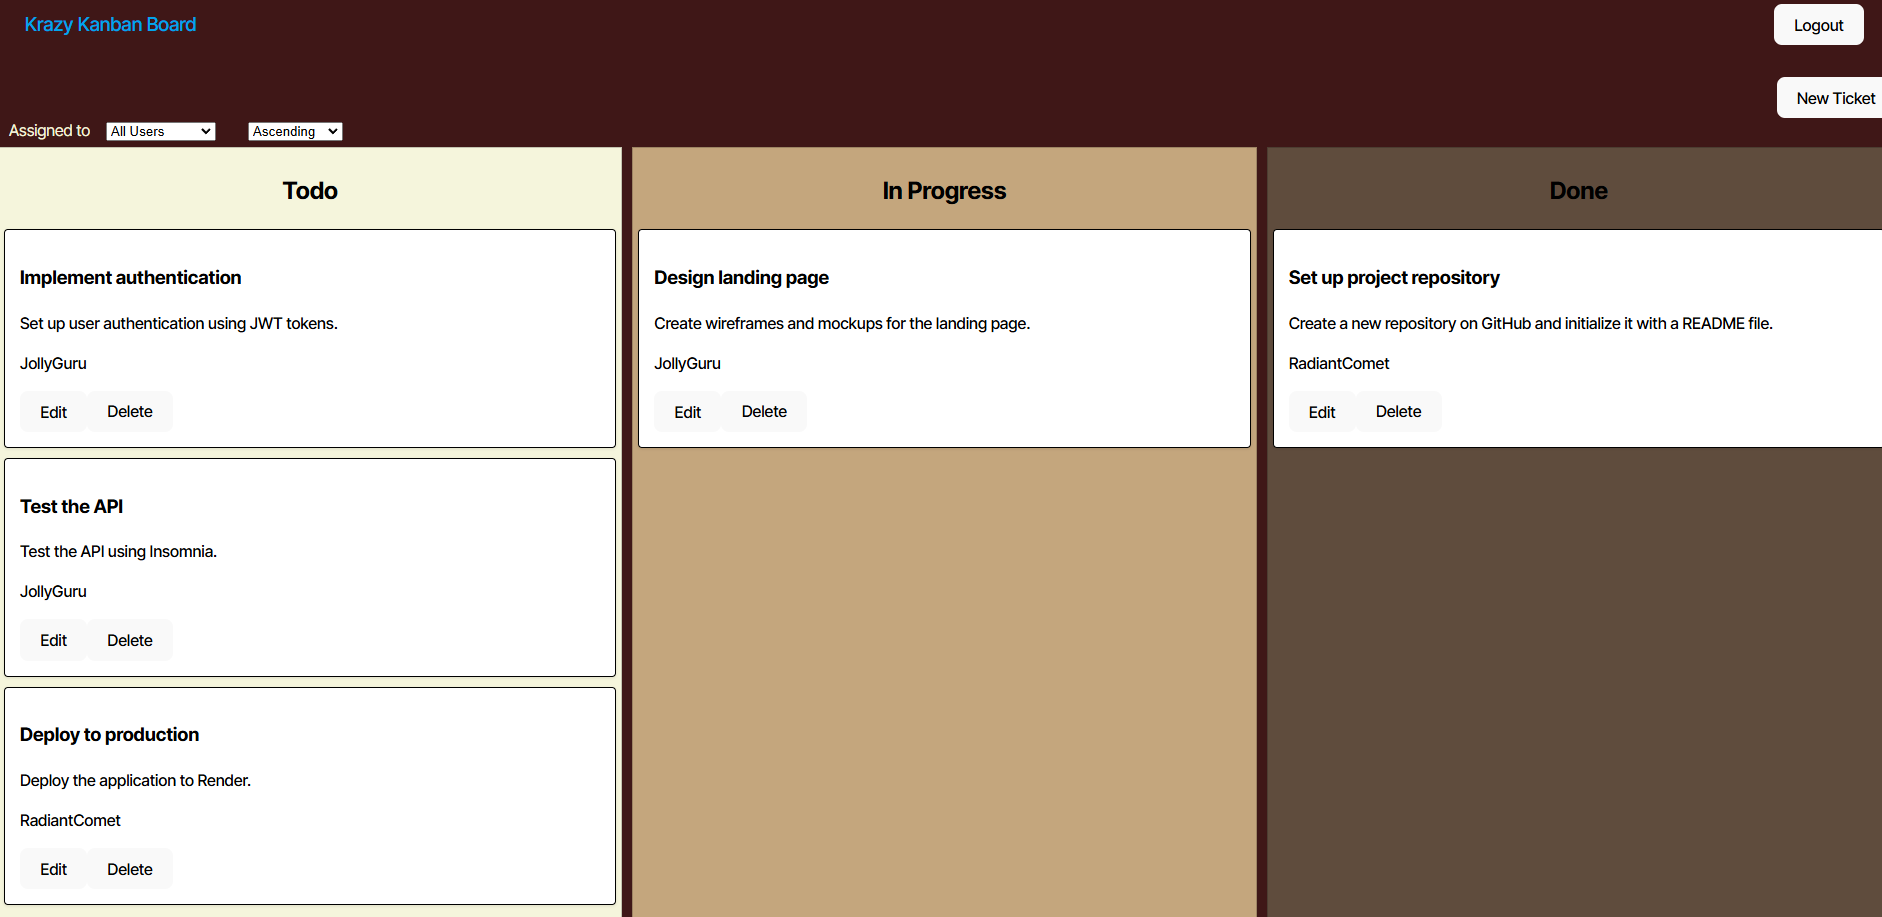 Krazy Kanban Board
Logout
New Ticket
Assigned to All Users Ascending
Todo
Implement authentication
Set up user authentication using JWT tokens.
JollyGuru
Edit Delete
Test the API
Test the API using Insomnia.
JollyGuru
Edit Delete
Deploy to production
Deploy the application to Render.
RadiantComet
Edit Delete
In Progress
Design landing page
Create wireframes and mockups for the landing page.
JollyGuru
Edit Delete
Done
Set up project repository
Create a new repository on GitHub and initialize it with a README file.
RadiantComet
Edit Delete